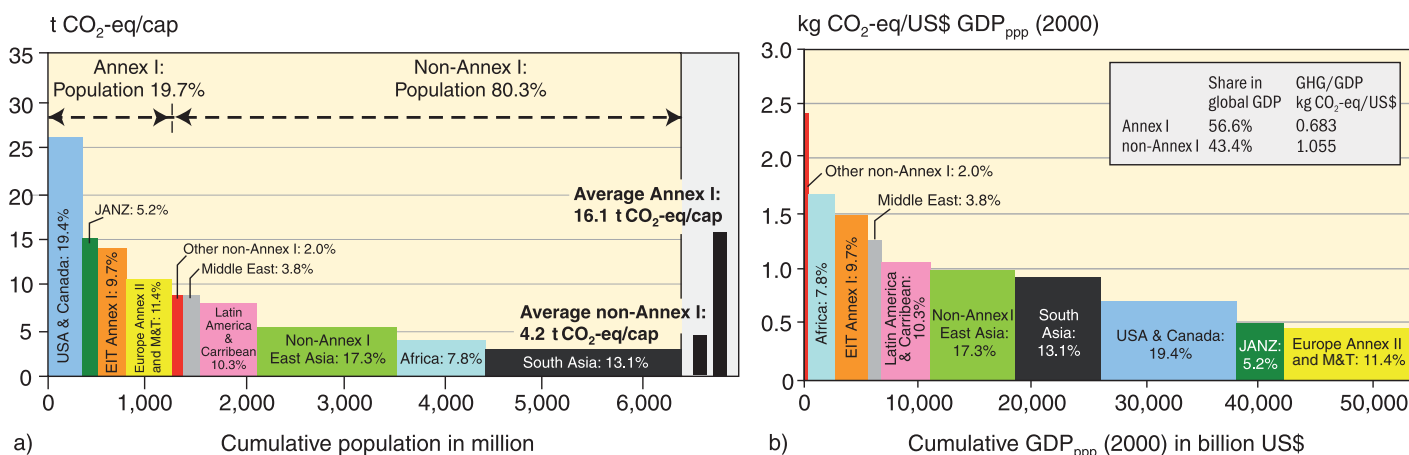 t CO₂-eq/cap
35
30
25
20
15
10
5
0
Annex I:
Population 19.7%
Non-Annex I:
Population 80.3%
USA & Canada: 19.4%
JANZ: 5.2%
EIT Annex I: 9.7%
Europe Annex II
and M&T: 11.4%
Other non-Annex I: 2.0%
Middle East: 3.8%
Latin
America
&
Carribean
10.3%
Non-Annex I
East Asia: 17.3%
Africa: 7.8%
South Asia: 13.1%
Average Annex I:
16.1 t CO₂-eq/cap
Average non-Annex I:
4.2 t CO₂-eq/cap
0 1,000 2,000 3,000 4,000 5,000 6,000
a) Cumulative population in million
kg CO₂-eq/US$ GDPₚₚₚ (2000)
3.0
2.5
2.0
1.5
1.0
0.5
0
Share in GHG/GDP
global GDP kg CO₂-eq/US$
Annex I 56.6% 0.683
non-Annex I 43.4% 1.055
Other non-Annex I: 2.0%
Africa: 7.8%
EIT Annex I: 9.7%
Middle East: 3.8%
Latin America
& Carribean:
10.3%
Non-Annex I
East Asia:
17.3%
South
Asia:
13.1%
USA & Canada:
19.4%
JANZ:
5.2%
Europe Annex II
and M&T: 11.4%
0 10,000 20,000 30,000 40,000 50,000
b) Cumulative GDPₚₚₚ (2000) in billion US$